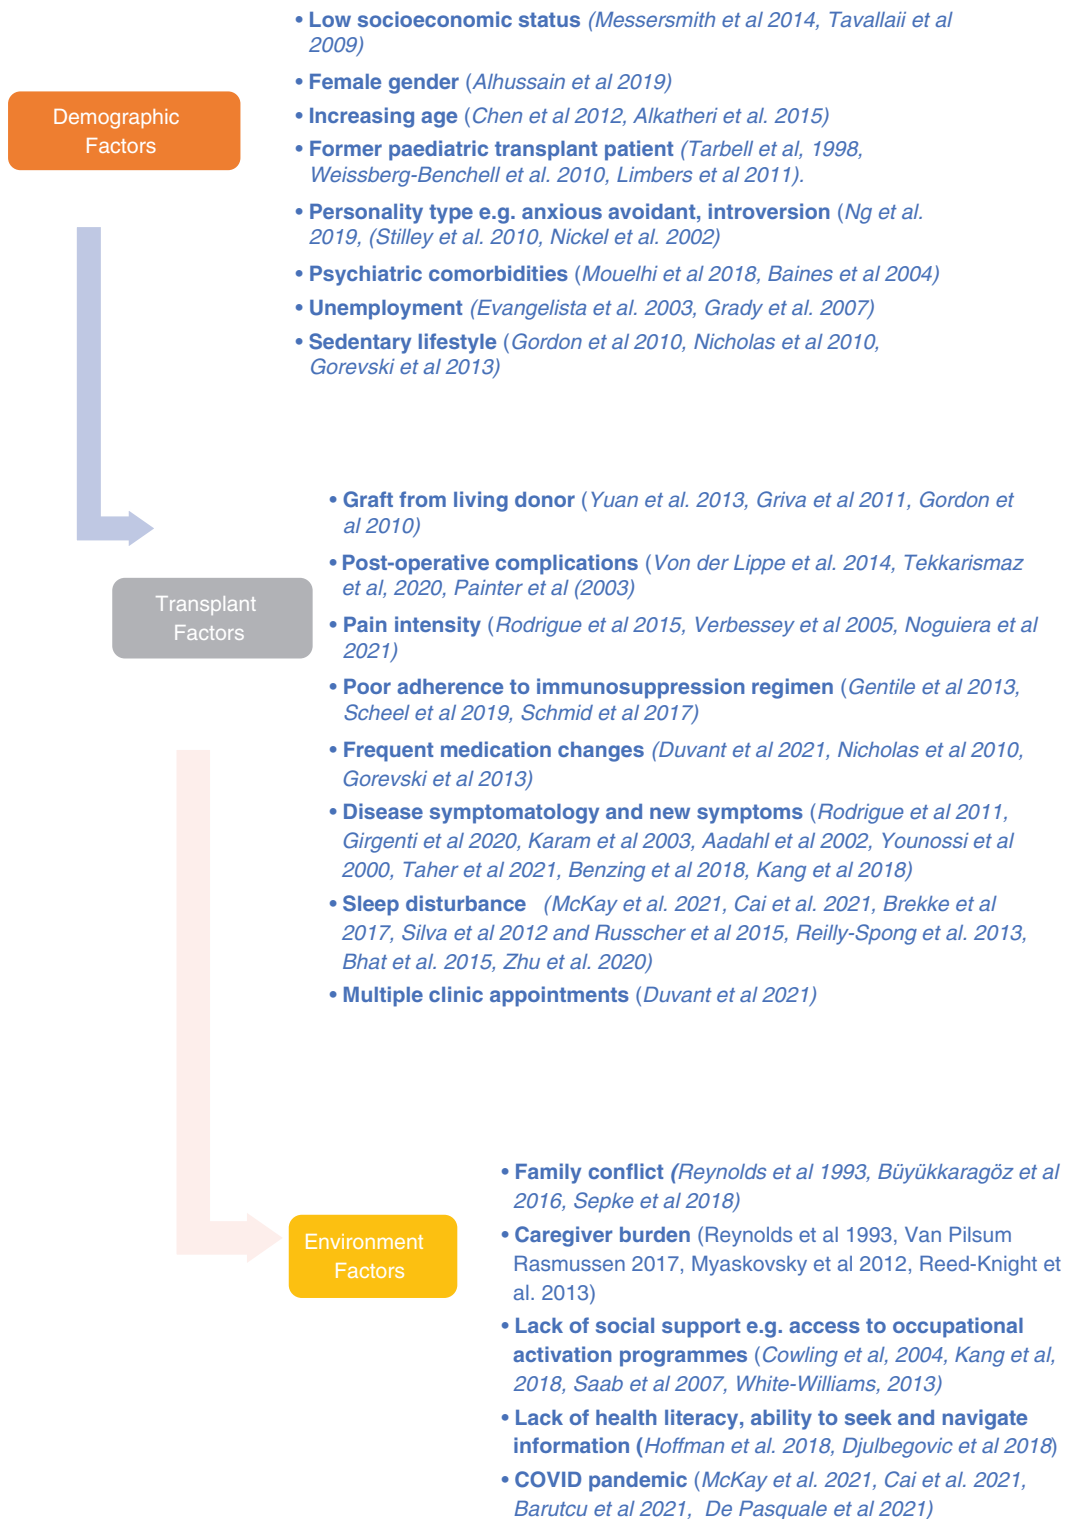 • Low socioeconomic status (Messersmith et al 2014, Tavallaii et al
2009)
• Female gender (Alhussain et al 2019)
Demographic
Factors
• Increasing age (Chen et al 2012, Alkatheri et al. 2015)
• Former paediatric transplant patient (Tarbell et al, 1998,
Weissberg-Benchell et al. 2010, Limbers et al 2011).
• Personality type e.g. anxious avoidant, introversion (Ng et al.
2019, (Stilley et al. 2010, Nickel et al. 2002)
• Psychiatric comorbidities (Mouelhi et al 2018, Baines et al 2004)
• Unemployment (Evangelista et al. 2003, Grady et al. 2007)
• Sedentary lifestyle (Gordon et al 2010, Nicholas et al 2010,
Gorevski et al 2013)
• Graft from living donor (Yuan et al. 2013, Griva et al 2011, Gordon et
al 2010)
• Post-operative complications (Von der Lippe et al. 2014, Tekkarismaz
et al, 2020, Painter et al (2003)
Transplant
Factors
• Pain intensity (Rodrigue et al 2015, Verbessey et al 2005, Noguiera et al
2021)
• Poor adherence to immunosuppression regimen (Gentile et al 2013,
Scheel et al 2019, Schmid et al 2017)
• Frequent medication changes (Duvant et al 2021, Nicholas et al 2010,
Gorevski et al 2013)
• Disease symptomatology and new symptoms (Rodrigue et al 2011,
Girgenti et al 2020, Karam et al 2003, Aadahl et al 2002, Younossi et al
2000, Taher et al 2021, Benzing et al 2018, Kang et al 2018)
• Sleep disturbance (McKay et al. 2021, Cai et al. 2021, Brekke et al
2017, Silva et al 2012 and Russcher et al 2015, Reilly-Spong et al. 2013,
Bhat et al. 2015, Zhu et al. 2020)
• Multiple clinic appointments (Duvant et al 2021)
• Family conflict (Reynolds et al 1993, Büyükkaragöz et al
2016, Sepke et al 2018)
Environment
Factors
• Caregiver burden (Reynolds et al 1993, Van Pilsum
Rasmussen 2017, Myaskovsky et al 2012, Reed-Knight et
al. 2013)
• Lack of social support e.g. access to occupational
activation programmes (Cowling et al, 2004, Kang et al,
2018, Saab et al 2007, White-Williams, 2013)
• Lack of health literacy, ability to seek and navigate
information (Hoffman et al. 2018, Djulbegovic et al 2018)
• COVID pandemic (McKay et al. 2021, Cai et al. 2021,
Barutcu et al 2021, De Pasquale et al 2021)